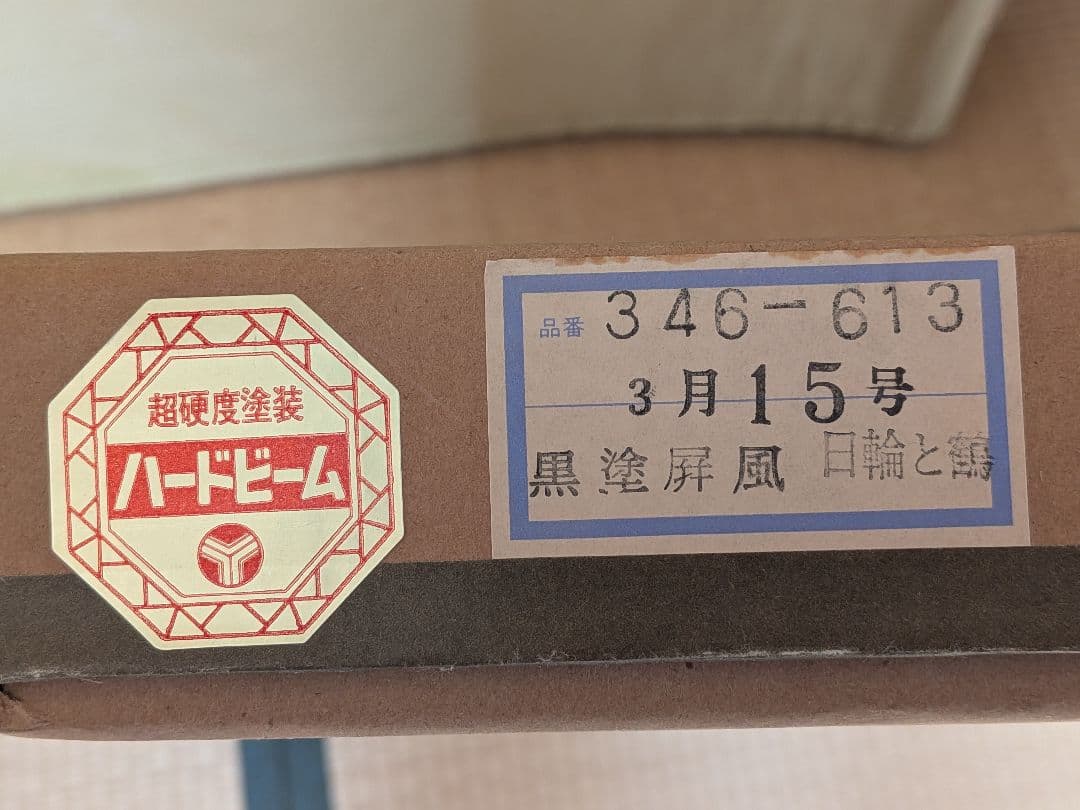 超硬度塗装
ハードビーム
品番 346-613
3月15号
黒塗屏風 日輪と鶴